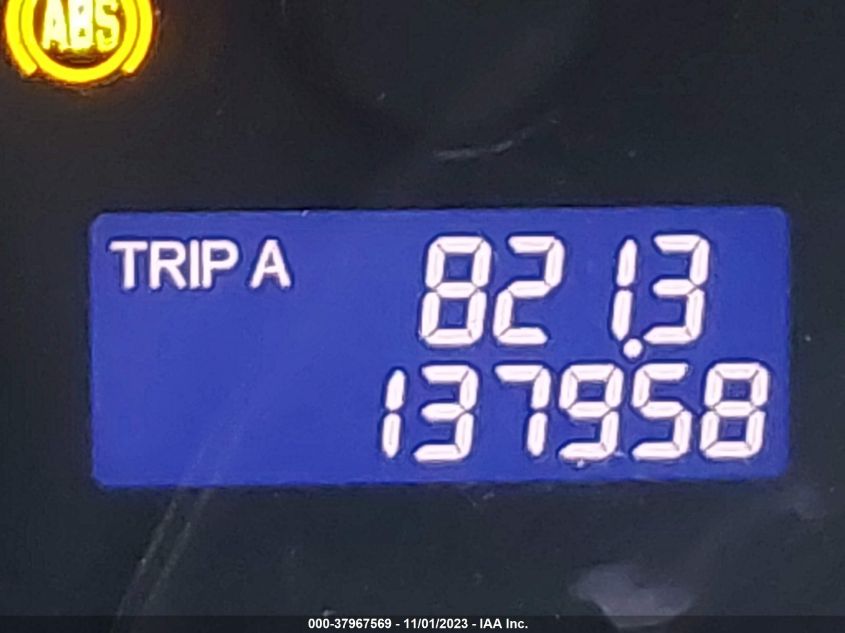 ABS
TRIP A 821.3
137958
000-37967569 - 11/01/2023 - IAA Inc.